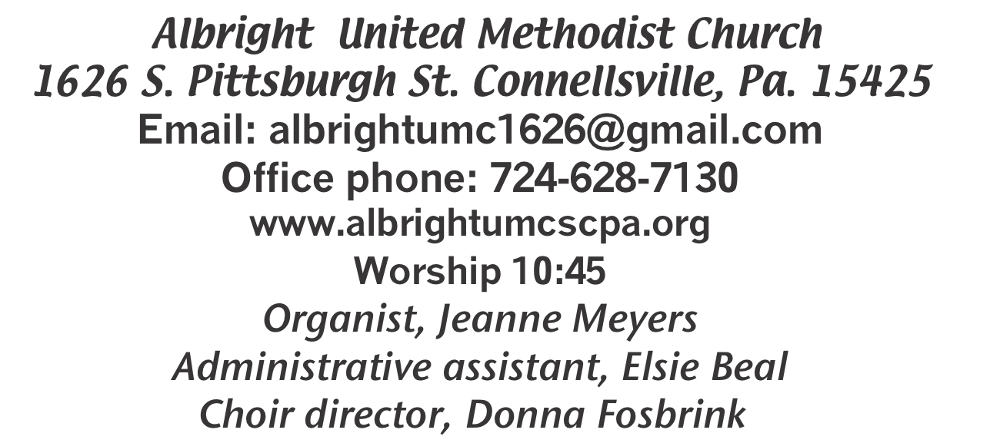 Albright United Methodist Church
1626 S. Pittsburgh St. Connellsville, Pa. 15425
Email: albrightumc1626@gmail.com
Office phone: 724-628-7130
www.albrightumcscpa.org
Worship 10:45
Organist, Jeanne Meyers
Administrative assistant, Elsie Beal
Choir director, Donna Fosbrink